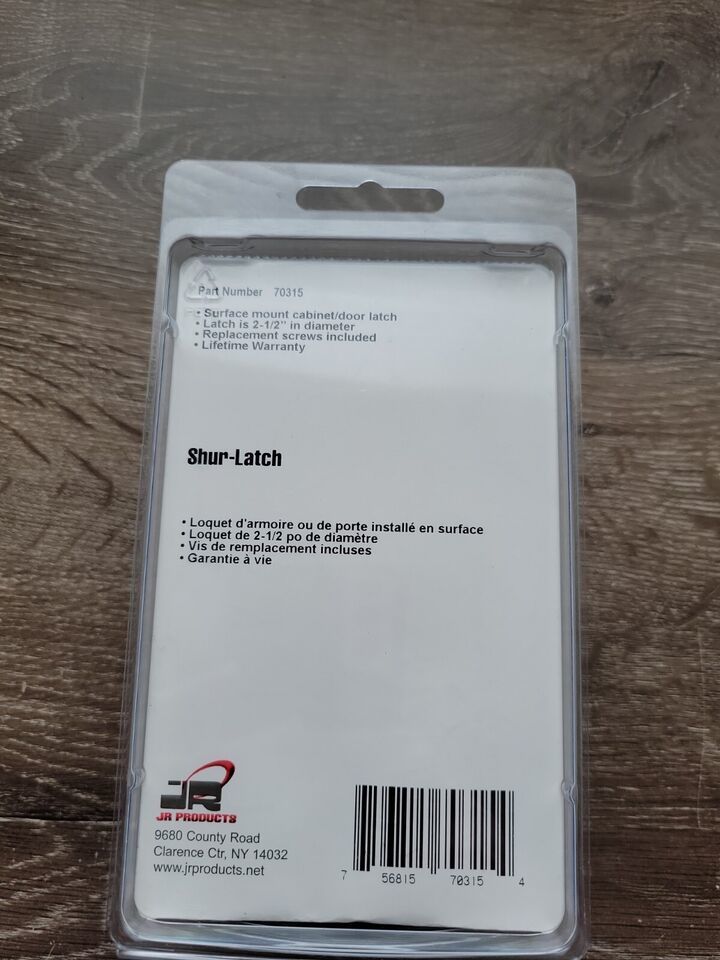 Part Number 70315
• Surface mount cabinet/door latch
• Latch is 2-1/2" in diameter
• Replacement screws included
• Lifetime Warranty
Shur-Latch
• Loquet d'armoire ou de porte installé en surface
• Loquet de 2-1/2 po de diamètre
• Vis de remplacement incluses
• Garantie à vie
JR
JR PRODUCTS
9680 County Road
Clarence Ctr, NY 14032
www.jrproducts.net
7 56815 70315 4